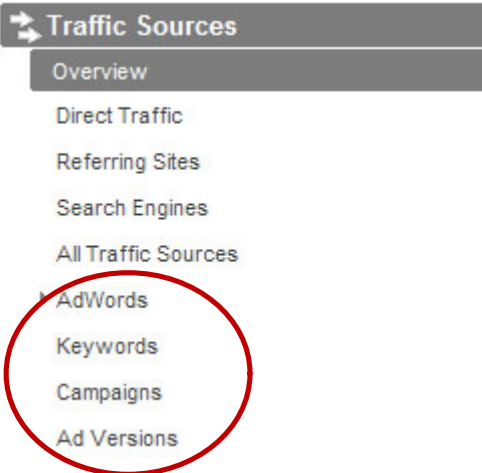 Traffic Sources
Overview
Direct Traffic
Referring Sites
Search Engines
All Traffic Sources
AdWords
Keywords
Campaigns
Ad Versions